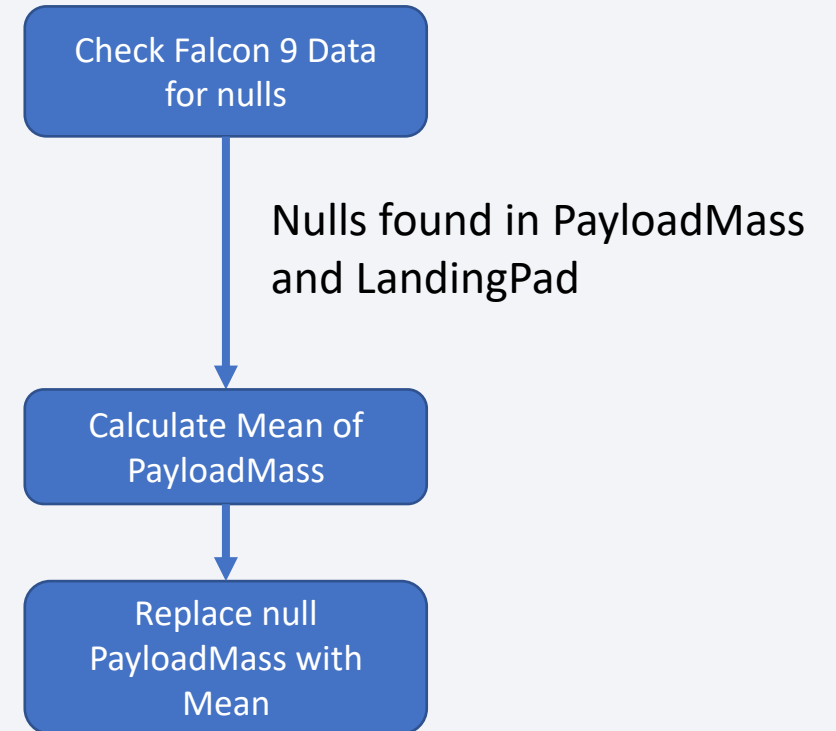 Check Falcon 9 Data
for nulls
Nulls found in PayloadMass
and LandingPad
Calculate Mean of
PayloadMass
Replace null
PayloadMass with
Mean